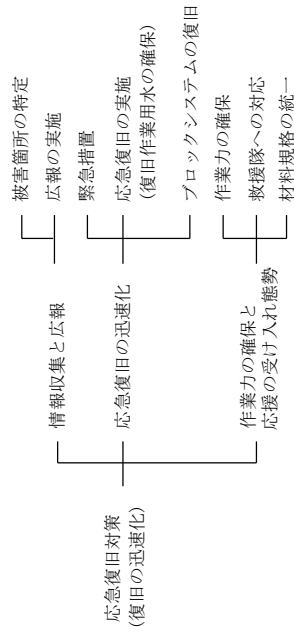 応急復旧対策
(復旧の迅速化)
情報収集と広報
被害箇所の特定
広報の実施
応急復旧の迅速化
緊急措置
応急復旧の実施
(復旧作業用水の確保)
ブロックシステムの復旧
作業力の確保と
応援の受け入れ態勢
作業力の確保
救援隊への対応
材料規格の統一